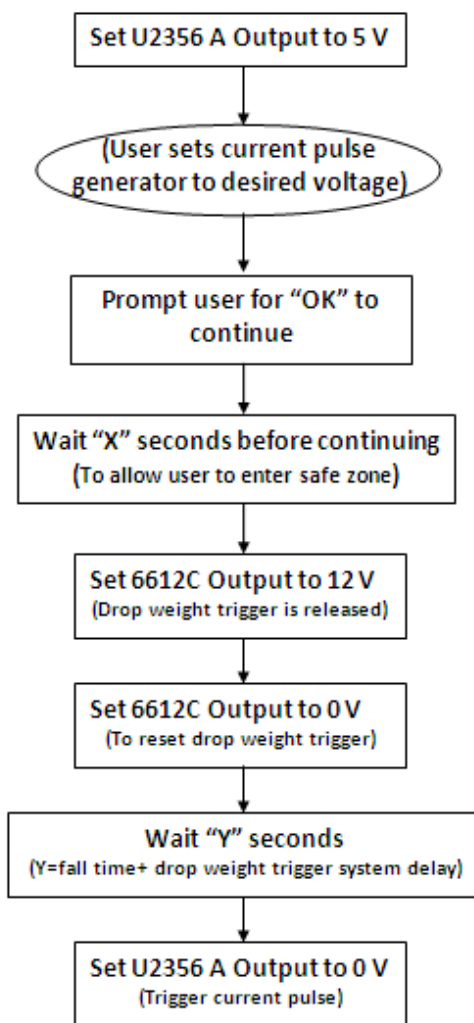 Set U2356 A Output to 5 V
(User sets current pulse
generator to desired voltage)
Prompt user for “OK” to
continue
Wait “X” seconds before continuing
(To allow user to enter safe zone)
Set 6612C Output to 12 V
(Drop weight trigger is released)
Set 6612C Output to 0 V
(To reset drop weight trigger)
Wait “Y” seconds
(Y=fall time+ drop weight trigger system delay)
Set U2356 A Output to 0 V
(Trigger current pulse)